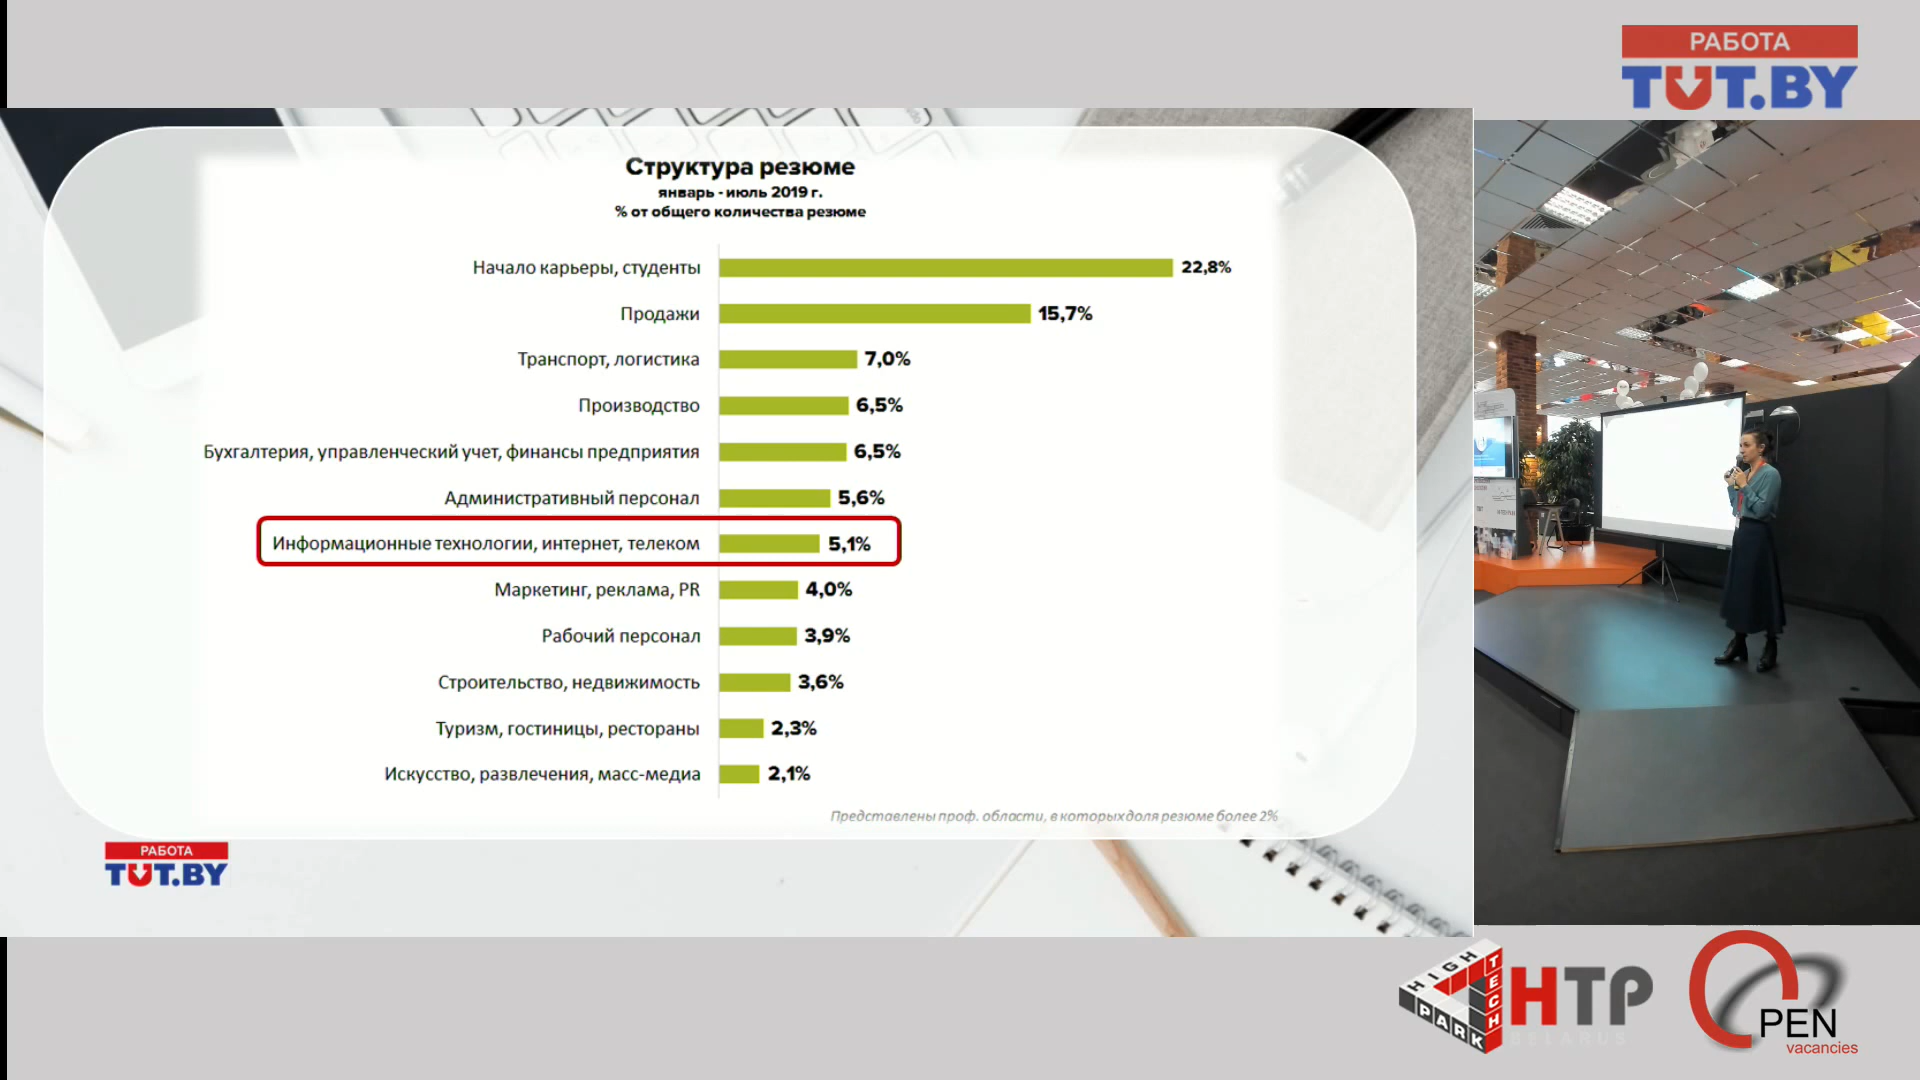 РАБОТА
TUT.BY
Структура резюме
январь - июль 2019 г.
% от общего количества резюме
Начало карьеры, студенты 22,8%
Продажи 15,7%
Транспорт, логистика 7,0%
Производство 6,5%
Бухгалтерия, управленческий учет, финансы предприятия 6,5%
Административный персонал 5,6%
Информационные технологии, интернет, телеком 5,1%
Маркетинг, реклама, PR 4,0%
Рабочий персонал 3,9%
Строительство, недвижимость 3,6%
Туризм, гостиницы, рестораны 2,3%
Искусство, развлечения, масс-медиа 2,1%
Представлены проф. области, в которых доля резюме более 2%
РАБОТА
TUT.BY
HIGH
TECH
PARK
HTP
BELARUS
OPEN
vacancies